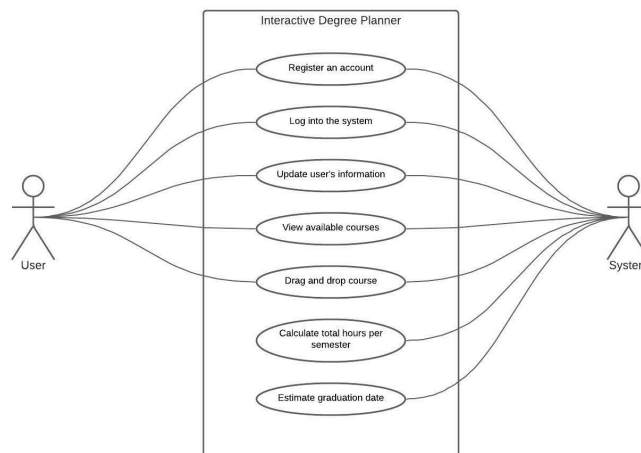 Interactive Degree Planner
Register an account
Log into the system
Update user's information
View available courses
Drag and drop course
Calculate total hours per
semester
Estimate graduation date
User
System